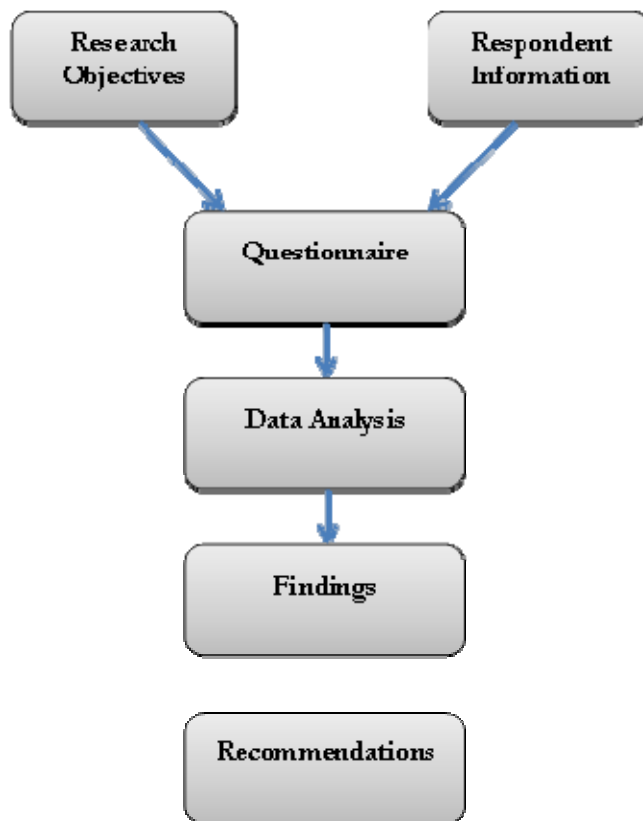 Research
Objectives
Respondent
Information
Questionnaire
Data Analysis
Findings
Recommendations